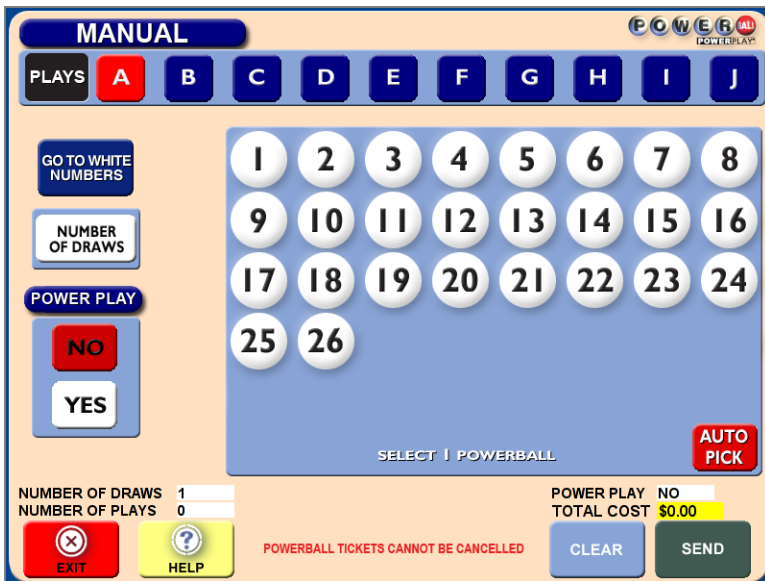 MANUAL
POWERBALL
POWERPLAY
PLAYS A B C D E F G H I J
GO TO WHITE
NUMBERS
NUMBER
OF DRAWS
POWER PLAY
NO
YES
1 2 3 4 5 6 7 8
9 10 11 12 13 14 15 16
17 18 19 20 21 22 23 24
25 26
SELECT 1 POWERBALL
AUTO
PICK
NUMBER OF DRAWS 1
NUMBER OF PLAYS 0
POWER PLAY NO
TOTAL COST $0.00
EXIT
? HELP
POWERBALL TICKETS CANNOT BE CANCELLED
CLEAR
SEND